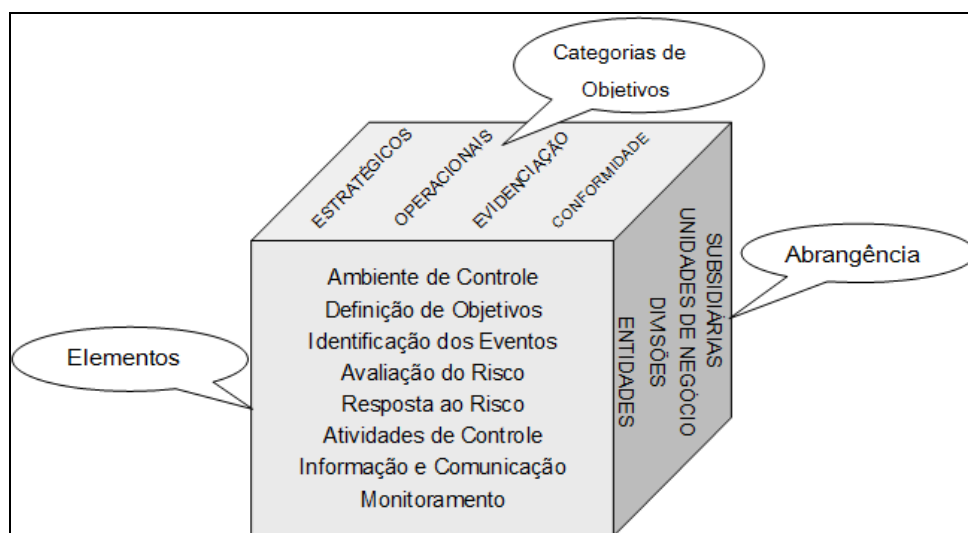 Categorias de
Objetivos
ESTRATÉGICOS
OPERACIONAIS
EVIDENCIAÇÃO
CONFORMIDADE
Ambiente de Controle
Definição de Objetivos
Identificação dos Eventos
Avaliação do Risco
Resposta ao Risco
Atividades de Controle
Informação e Comunicação
Monitoramento
Elementos
ENTIDADES
DIVISÕES
UNIDADES DE NEGÓCIO
SUBSIDIÁRIAS
Abrangência